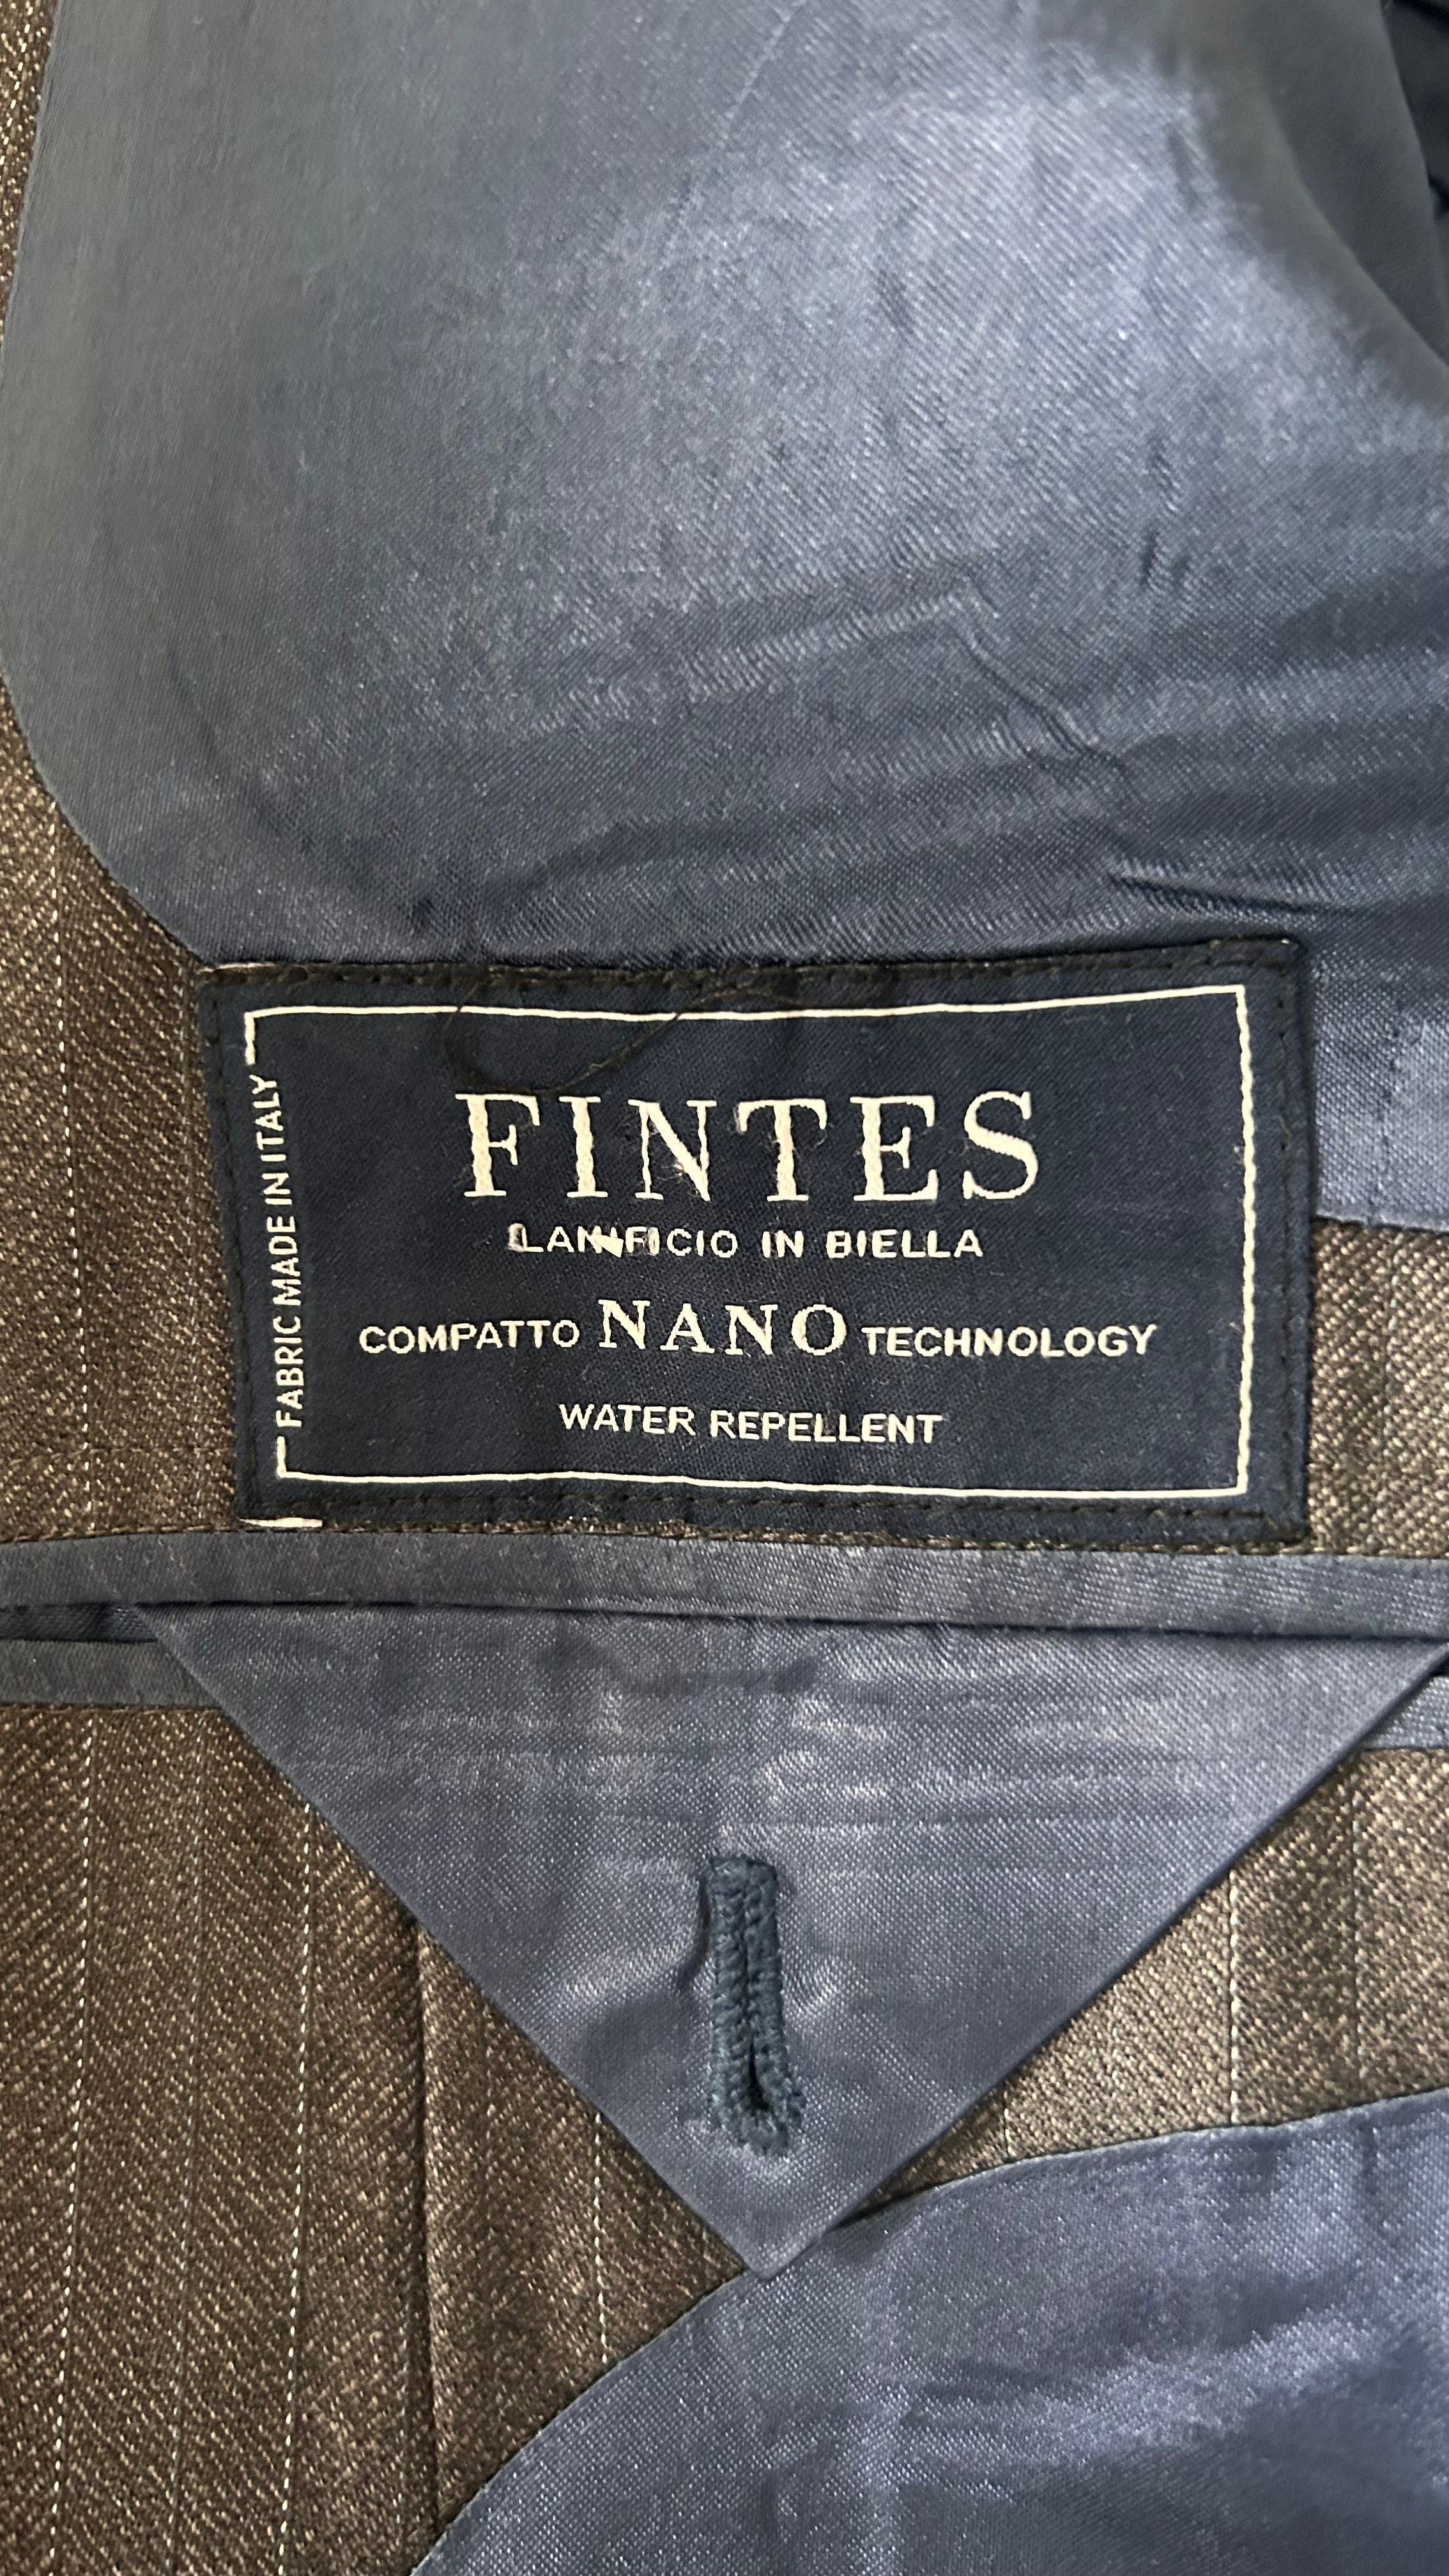 FINTES
LANIFICIO IN BIELLA
COMPATTO NANO TECHNOLOGY
WATER REPELLENT
FABRIC MADE IN ITALY